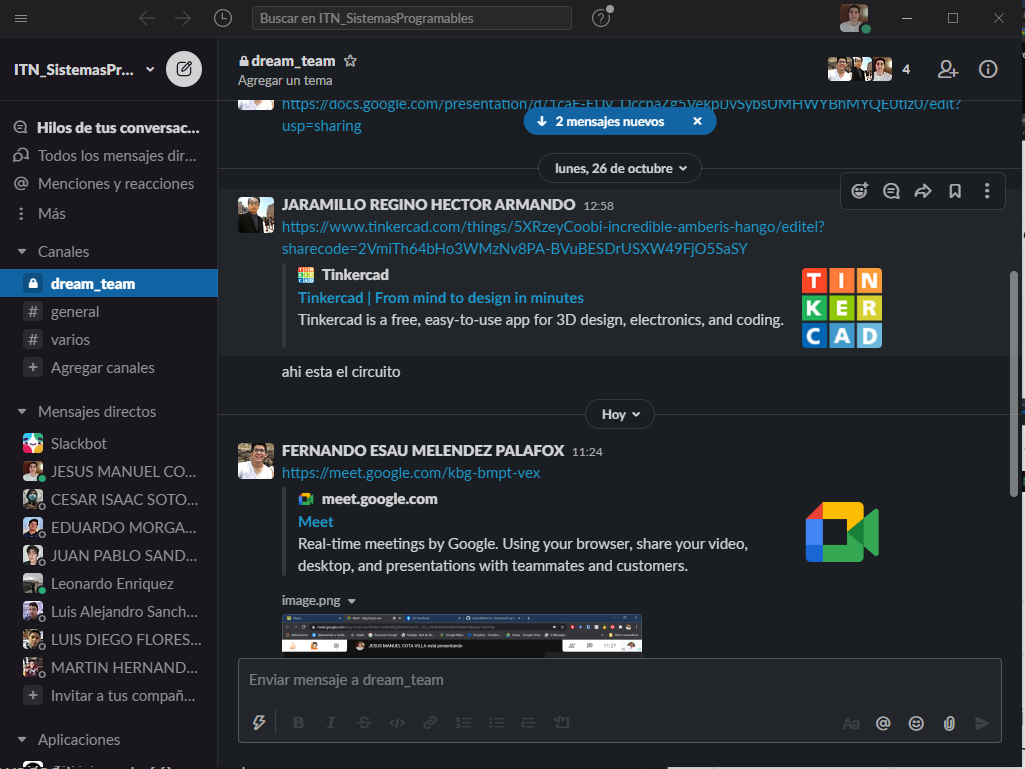 Buscar en ITN_SistemasProgramables
ITN_SistemasPr...
Hilos de tus conversac...
Todos los mensajes dir...
Menciones y reacciones
Más
Canales
dream_team
general
varios
Agregar canales
Mensajes directos
Slackbot
JESUS MANUEL CO...
CESAR ISAAC SOTO...
EDUARDO MORGA...
JUAN PABLO SAND...
Leonardo Enriquez
Luis Alejandro Sanch...
LUIS DIEGO FLORES...
MARTIN HERNAND...
Invitar a tus compañ...
Aplicaciones
dream_team
Agregar un tema
4
usp=sharing
2 mensajes nuevos
lunes, 26 de octubre
JARAMILLO REGINO HECTOR ARMANDO 12:58
https://www.tinkercad.com/things/5XRzeyCoobi-incredible-amberis-hango/editel?
sharecode=2VmiTh64bHo3WMzNv8PA-BVuBESDrUSXW49FjO5SaSY
Tinkercad
Tinkercad | From mind to design in minutes
Tinkercad is a free, easy-to-use app for 3D design, electronics, and coding.
TIN
KER
CAD
ahi esta el circuito
Hoy
FERNANDO ESAU MELENDEZ PALAFOX 11:24
https://meet.google.com/kbg-bmpt-vex
meet.google.com
Meet
Real-time meetings by Google. Using your browser, share your video,
desktop, and presentations with teammates and customers.
image.png
JESUS MANUEL COTA VILLA está presentando
11:27
Enviar mensaje a dream_team
B I S </>
Aa @